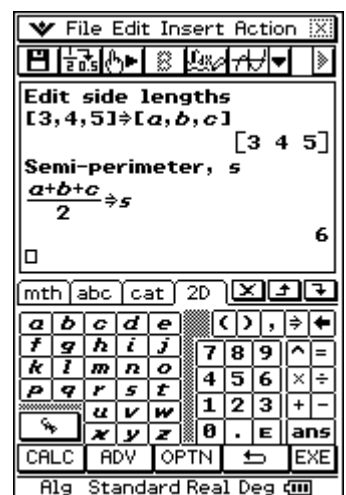 File Edit Insert Action
Edit side lengths
[3,4,5]⇒[a,b,c]
[3 4 5]
Semi-perimeter, s
a+b+c
2
⇒s
6
mth abc cat 2D
a b c d e ( ) , ⇒
f g h i j 7 8 9 ^ =
k l m n o 4 5 6 × ÷
p q r s t 1 2 3 + −
u v w 0 . E ans
x y z
CALC ADV OPTN EXE
Alg Standard Real Deg